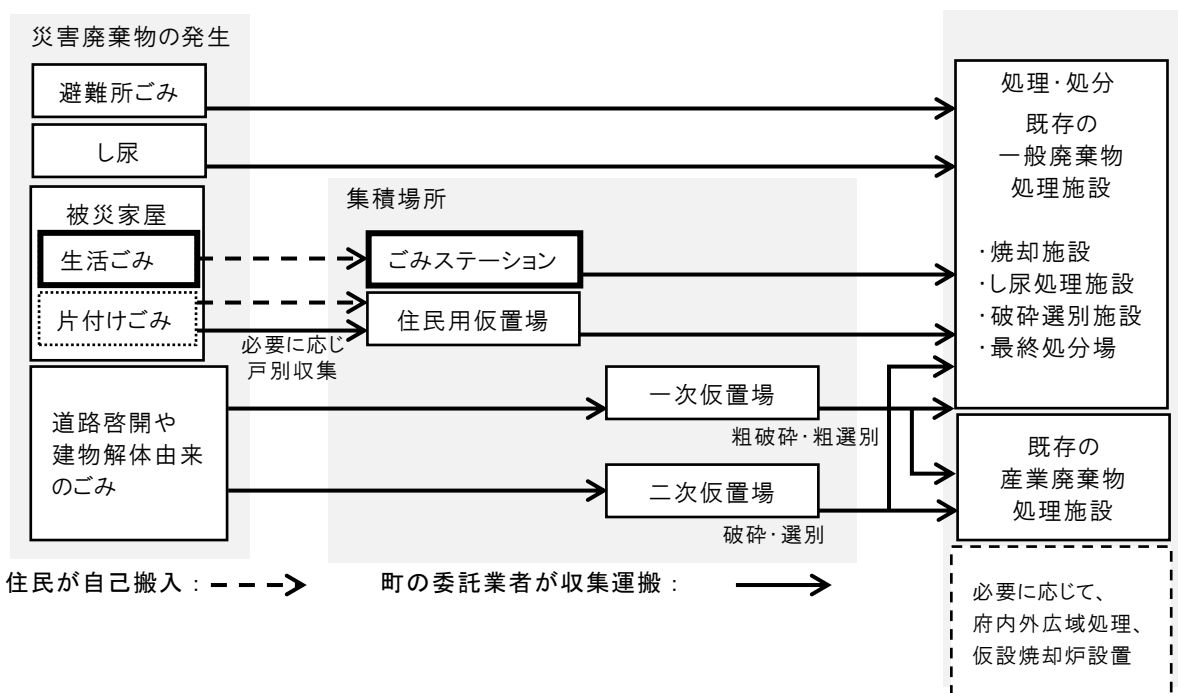 災害廃棄物の発生
避難所ごみ
し尿
被災家屋
生活ごみ
片付けごみ
必要に応じ
戸別収集
道路啓開や
建物解体由来
のごみ
集積場所
ごみステーション
住民用仮置場
一次仮置場
粗破砕・粗選別
二次仮置場
破砕・選別
処理・処分
既存の
一般廃棄物
処理施設
・焼却施設
・し尿処理施設
・破砕選別施設
・最終処分場
既存の
産業廃棄物
処理施設
必要に応じて、
府内外広域処理、
仮設焼却炉設置
住民が自己搬入：
町の委託業者が収集運搬：